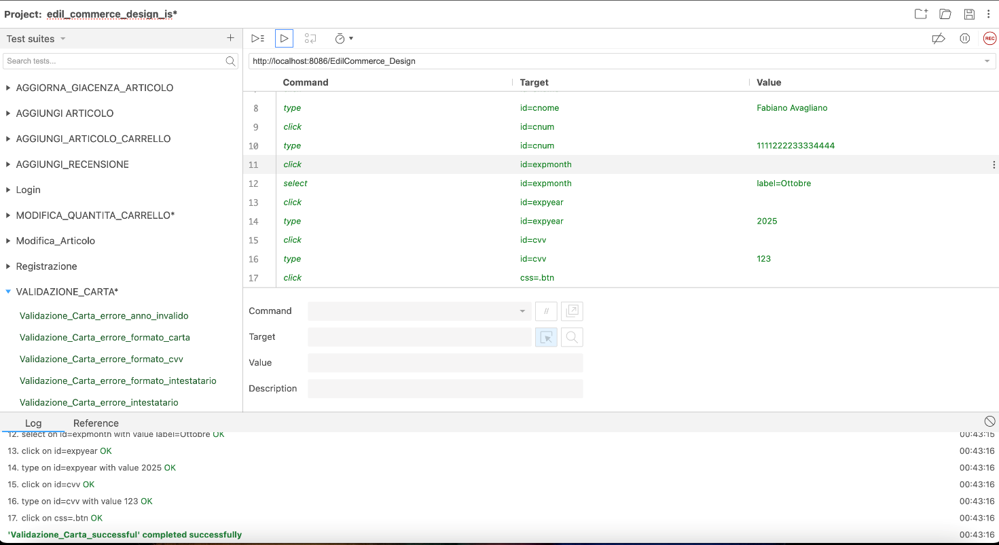 Project: edil_commerce_design_is*
Test suites
Search tests...
AGGIORNA_GIACENZA_ARTICOLO
AGGIUNGI ARTICOLO
AGGIUNGI_ARTICOLO_CARRELLO
AGGIUNGI_RECENSIONE
Login
MODIFICA_QUANTITA_CARRELLO*
Modifica_Articolo
Registrazione
VALIDAZIONE_CARTA*
Validazione_Carta_errore_anno_invalido
Validazione_Carta_errore_formato_carta
Validazione_Carta_errore_formato_cvv
Validazione_Carta_errore_formato_intestatario
Validazione_Carta_errore_intestatario
REC
http://localhost:8086/EdilCommerce_Design
Command Target Value
8 type id=cnome Fabiano Avagliano
9 click id=cnum
10 type id=cnum 1111222233334444
11 click id=expmonth
12 select id=expmonth label=Ottobre
13 click id=expyear
14 type id=expyear 2025
15 click id=cvv
16 type id=cvv 123
17 click css=.btn
Command //
Target
Value
Description
Log Reference
12. select on id=expmonth with value label=Ottobre OK 00:43:15
13. click on id=expyear OK 00:43:16
14. type on id=expyear with value 2025 OK 00:43:16
15. click on id=cvv OK 00:43:16
16. type on id=cvv with value 123 OK 00:43:16
17. click on css=.btn OK 00:43:16
'Validazione_Carta_successful' completed successfully 00:43:16